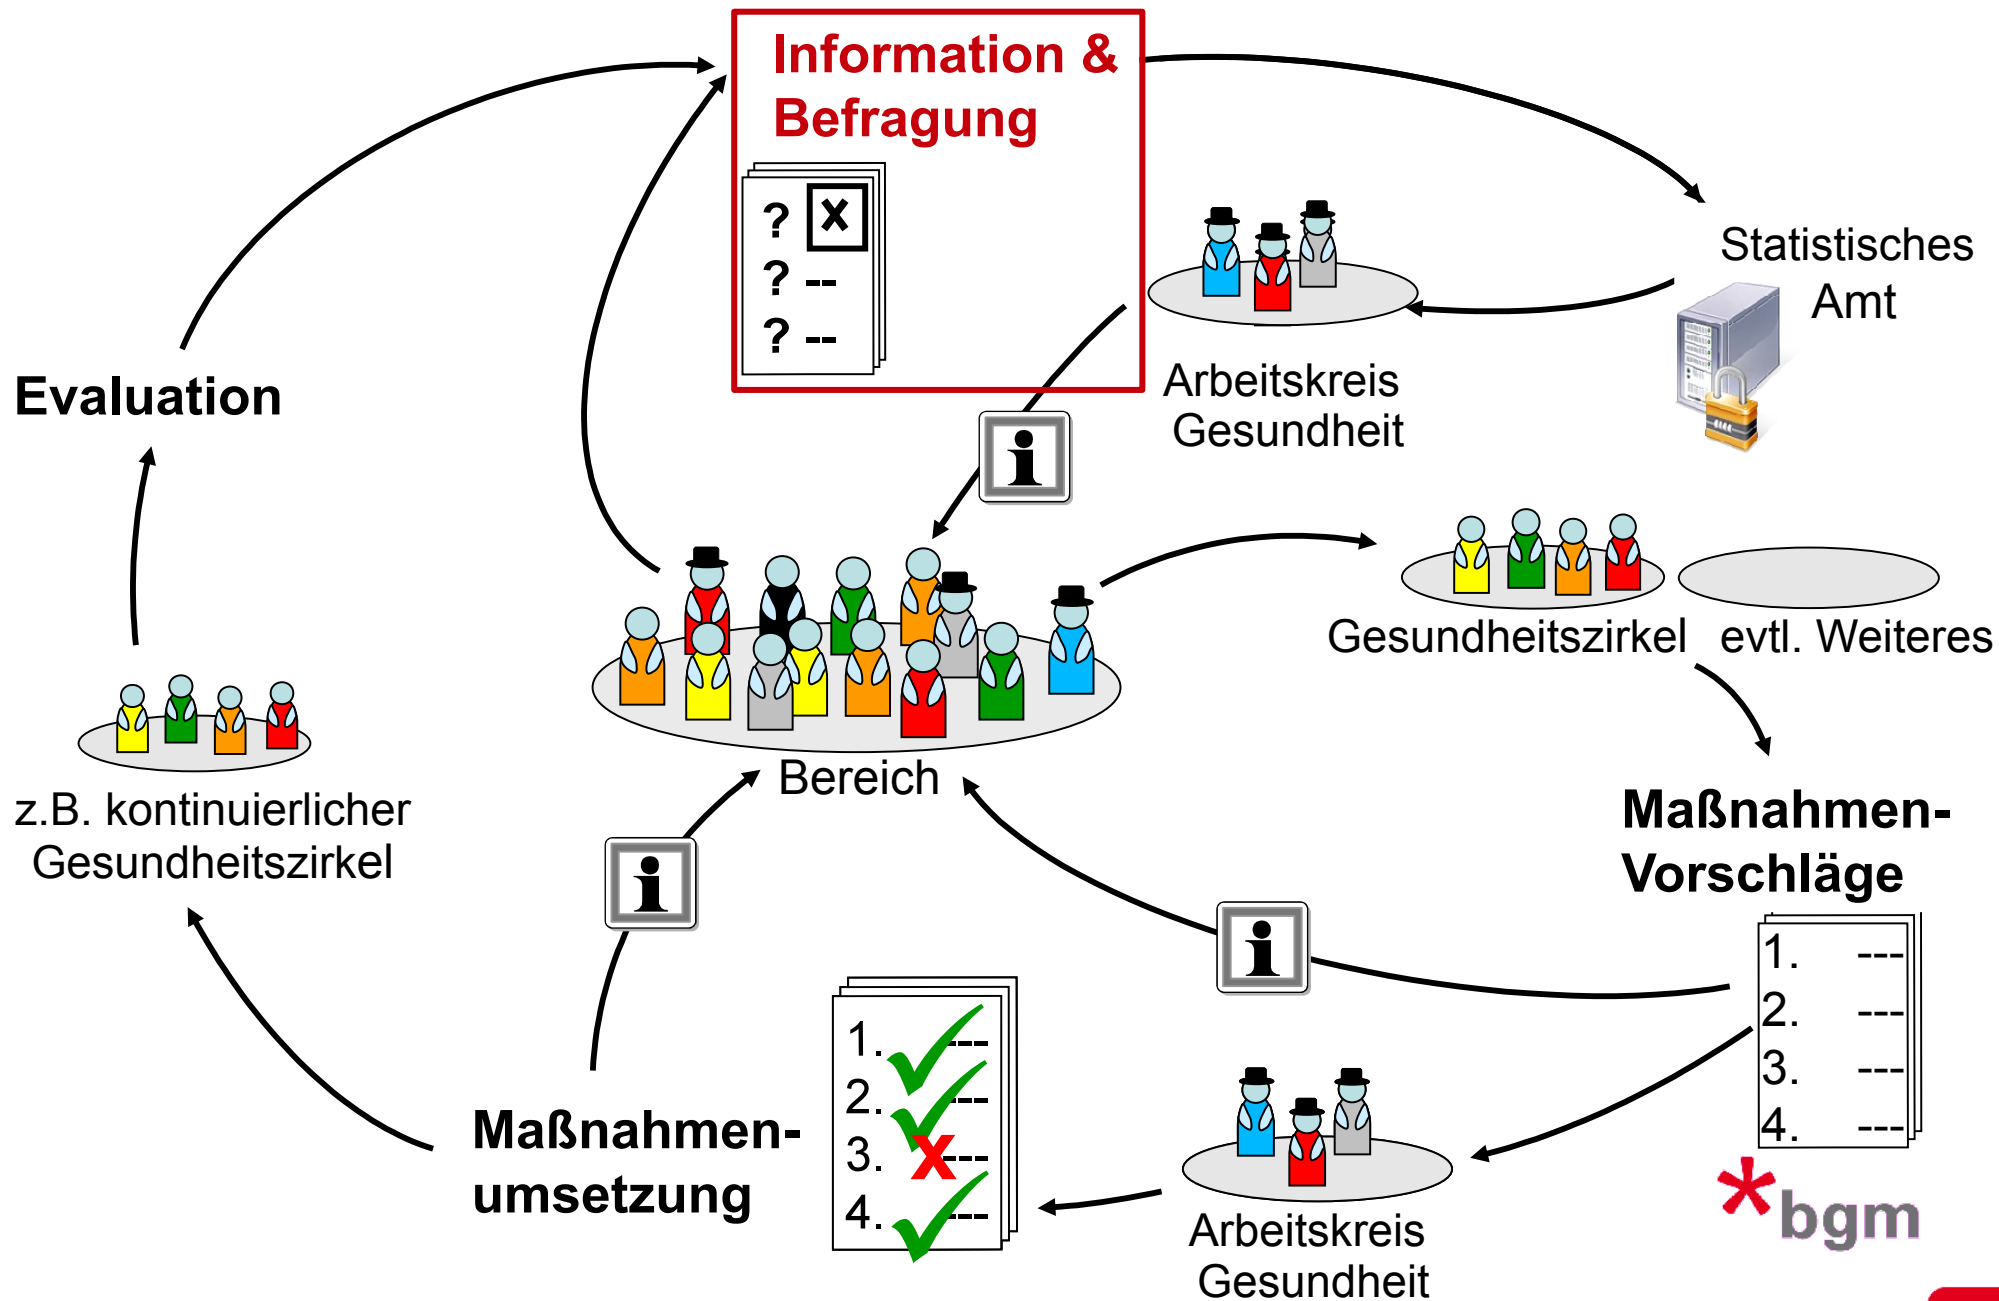 Information &
Befragung
? X
? --
? --
Statistisches
Amt
Arbeitskreis
Gesundheit
Evaluation
i
Gesundheitszirkel
evtl. Weiteres
Bereich
z.B. kontinuierlicher
Gesundheitszirkel
Maßnahmen-
Vorschläge
1. ---
2. ---
3. ---
4. ---
i
i
Maßnahmen-
umsetzung
1. ---
2. ---
3. X ---
4. ---
Arbeitskreis
Gesundheit
*bgm